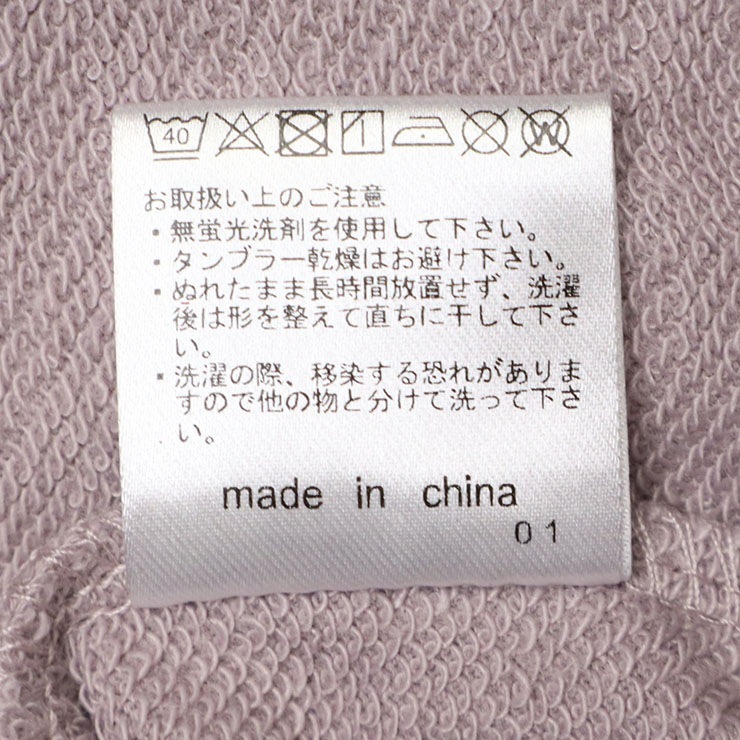 40
お取扱い上のご注意
・無蛍光洗剤を使用して下さい。
・タンブラー乾燥はお避け下さい。
・ぬれたまま長時間放置せず、洗濯
後は形を整えて直ちに干して下さ
い。
・洗濯の際、移染する恐れがありま
すので他の物と分けて洗って下さ
い。
made in china
01